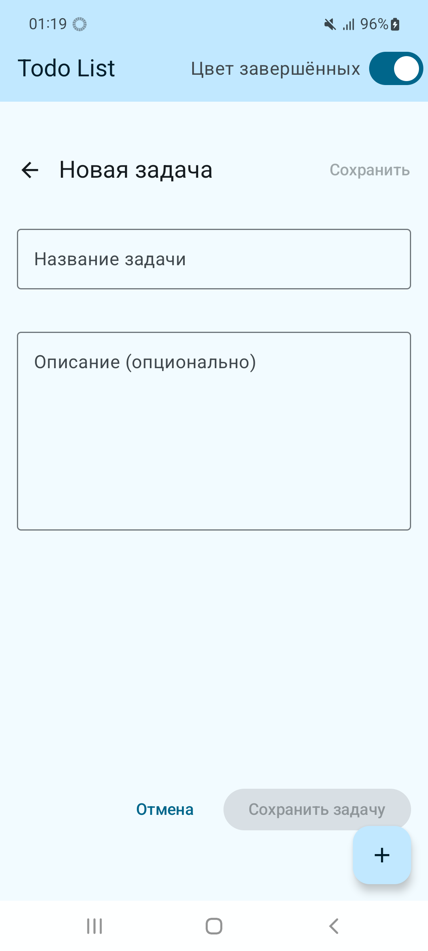 01:19
96%
Todo List
Цвет завершённых
Новая задача
Сохранить
Название задачи
Описание (опционально)
Отмена
Сохранить задачу
+